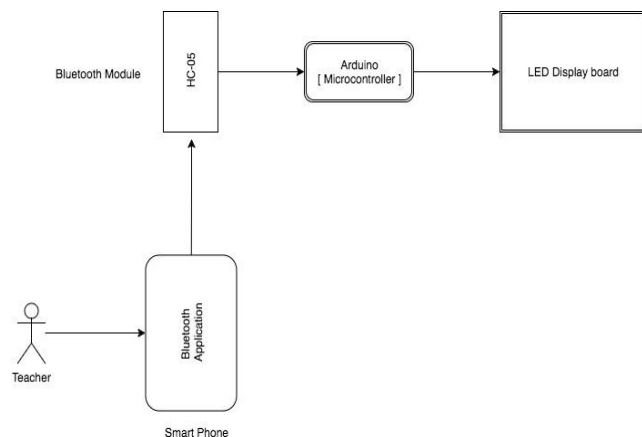 Bluetooth Module
HC-05
Arduino
[ Microcontroller ]
LED Display board
Bluetooth
Application
Teacher
Smart Phone